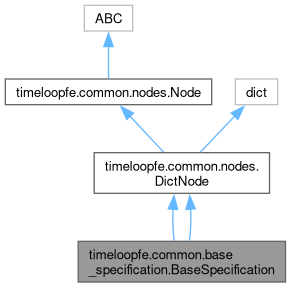 ABC
timeloopfe.common.nodes.Node
dict
timeloopfe.common.nodes.
DictNode
timeloopfe.common.base
_specification.BaseSpecification